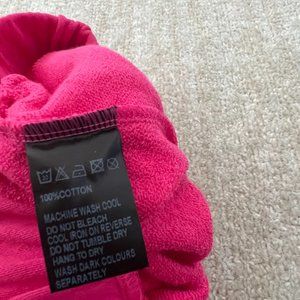 100%COTTON
MACHINE WASH COOL
DO NOT BLEACH
COOL IRON ON REVERSE
DO NOT TUMBLE DRY
HANG TO DRY
WASH DARK COLOURS
SEPARATELY